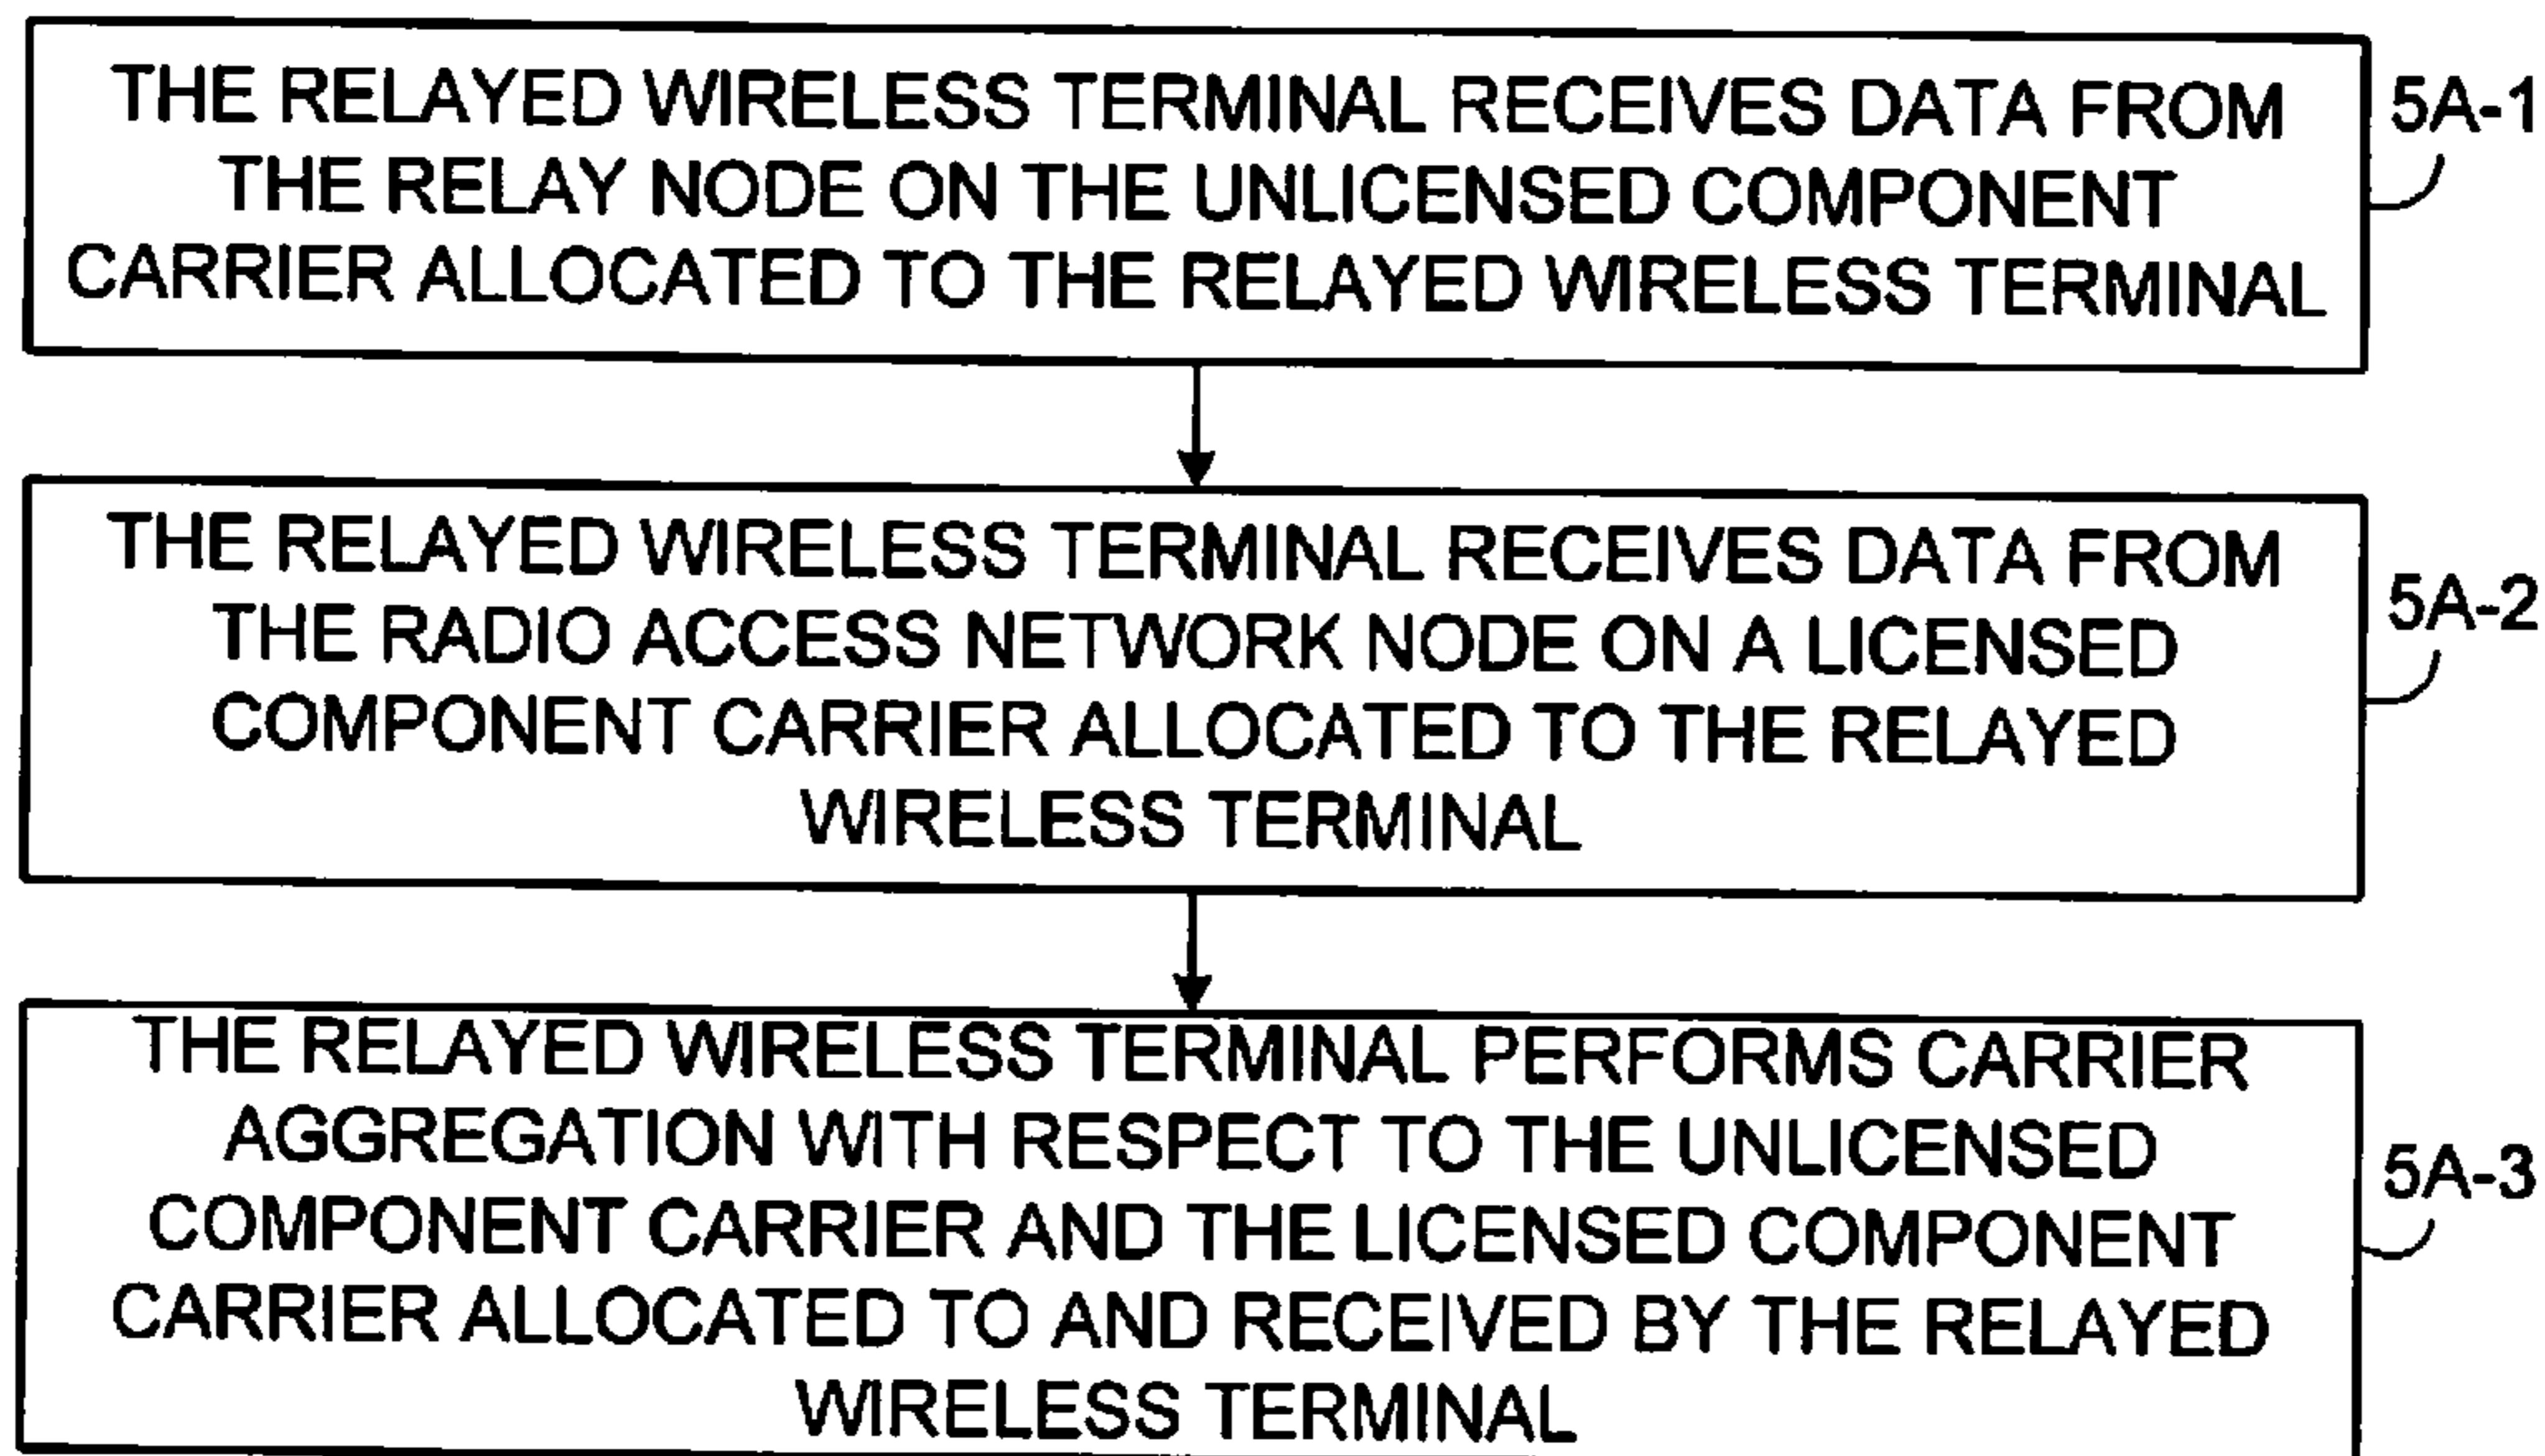 THE RELAYED WIRELESS TERMINAL RECEIVES DATA FROM
THE RELAY NODE ON THE UNLICENSED COMPONENT
CARRIER ALLOCATED TO THE RELAYED WIRELESS TERMINAL
5A-1
THE RELAYED WIRELESS TERMINAL RECEIVES DATA FROM
THE RADIO ACCESS NETWORK NODE ON A LICENSED
COMPONENT CARRIER ALLOCATED TO THE RELAYED
WIRELESS TERMINAL
5A-2
THE RELAYED WIRELESS TERMINAL PERFORMS CARRIER
AGGREGATION WITH RESPECT TO THE UNLICENSED
COMPONENT CARRIER AND THE LICENSED COMPONENT
CARRIER ALLOCATED TO AND RECEIVED BY THE RELAYED
WIRELESS TERMINAL
5A-3